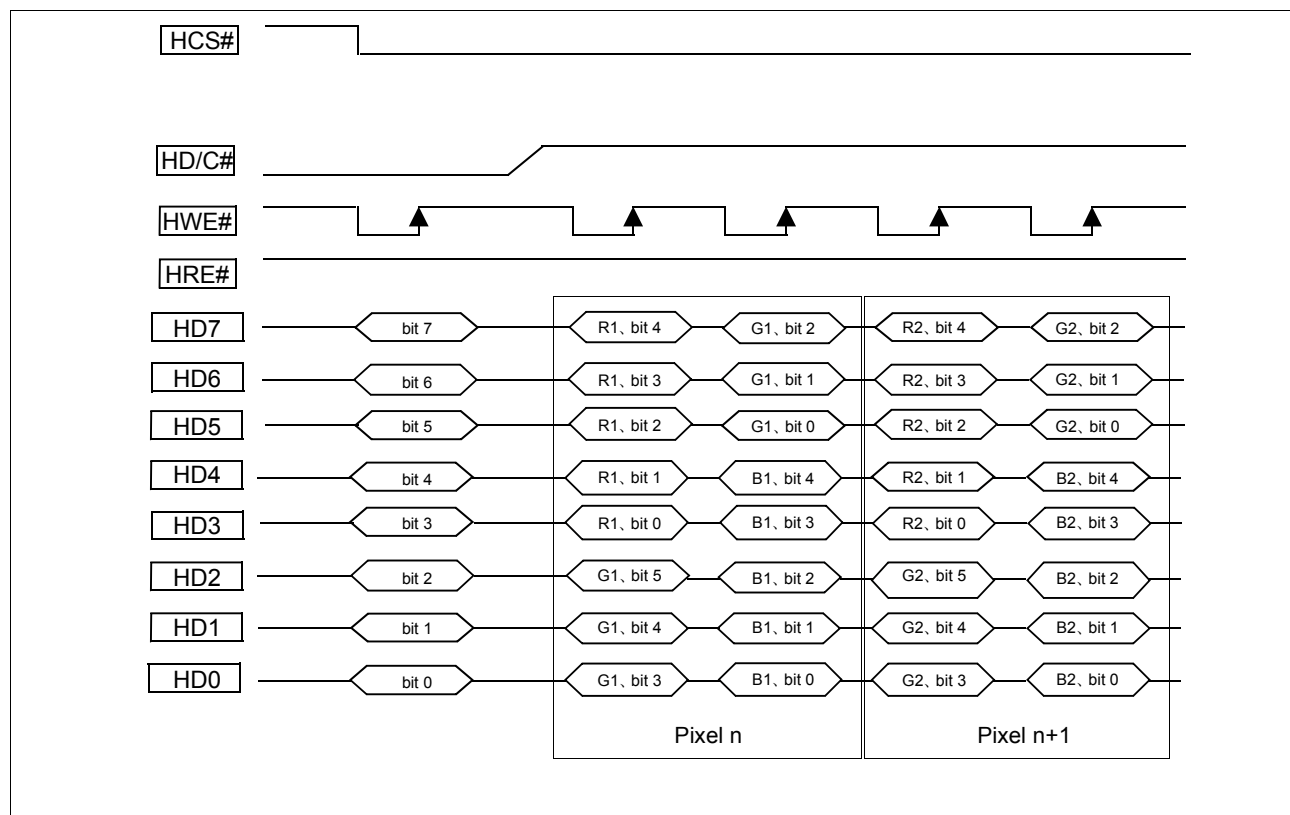 HCS#
HD/C#
HWE#
HRE#
HD7 bit 7 R1、bit 4 G1、bit 2 R2、bit 4 G2、bit 2
HD6 bit 6 R1、bit 3 G1、bit 1 R2、bit 3 G2、bit 1
HD5 bit 5 R1、bit 2 G1、bit 0 R2、bit 2 G2、bit 0
HD4 bit 4 R1、bit 1 B1、bit 4 R2、bit 1 B2、bit 4
HD3 bit 3 R1、bit 0 B1、bit 3 R2、bit 0 B2、bit 3
HD2 bit 2 G1、bit 5 B1、bit 2 G2、bit 5 B2、bit 2
HD1 bit 1 G1、bit 4 B1、bit 1 G2、bit 4 B2、bit 1
HD0 bit 0 G1、bit 3 B1、bit 0 G2、bit 3 B2、bit 0
Pixel n Pixel n+1